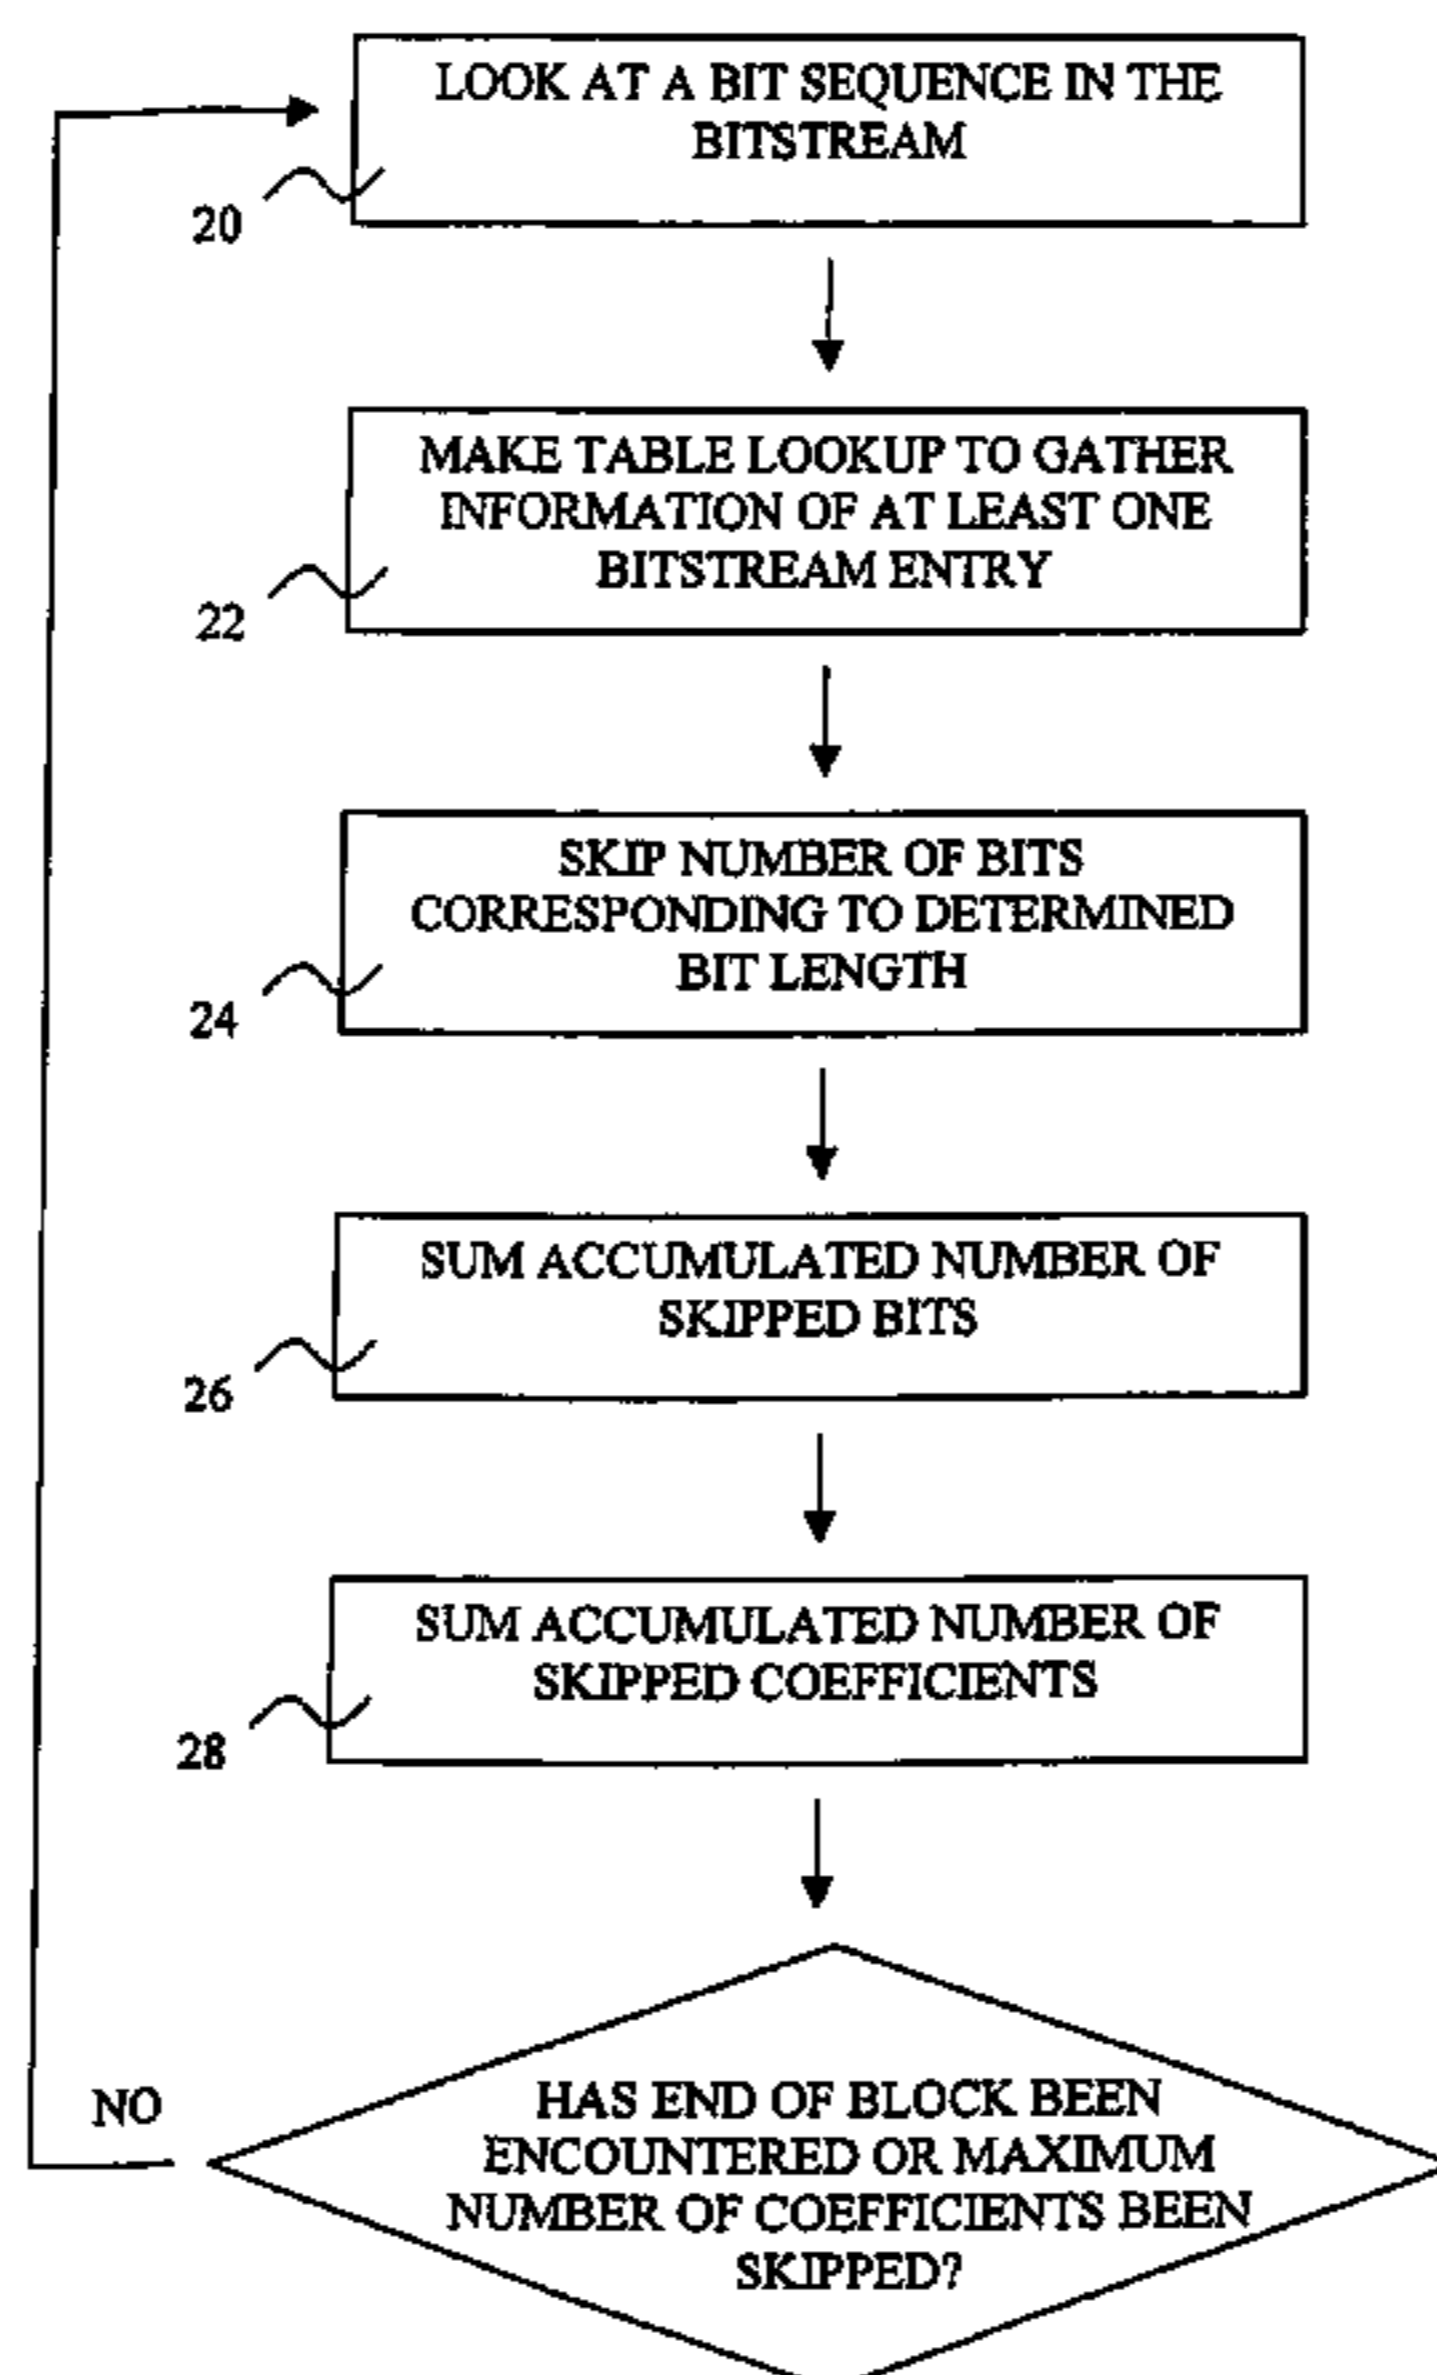 LOOK AT A BIT SEQUENCE IN THE
BITSTREAM
20
MAKE TABLE LOOKUP TO GATHER
INFORMATION OF AT LEAST ONE
BITSTREAM ENTRY
22
SKIP NUMBER OF BITS
CORRESPONDING TO DETERMINED
BIT LENGTH
24
SUM ACCUMULATED NUMBER OF
SKIPPED BITS
26
SUM ACCUMULATED NUMBER OF
SKIPPED COEFFICIENTS
28
NO
HAS END OF BLOCK BEEN
ENCOUNTERED OR MAXIMUM
NUMBER OF COEFFICIENTS BEEN
SKIPPED?